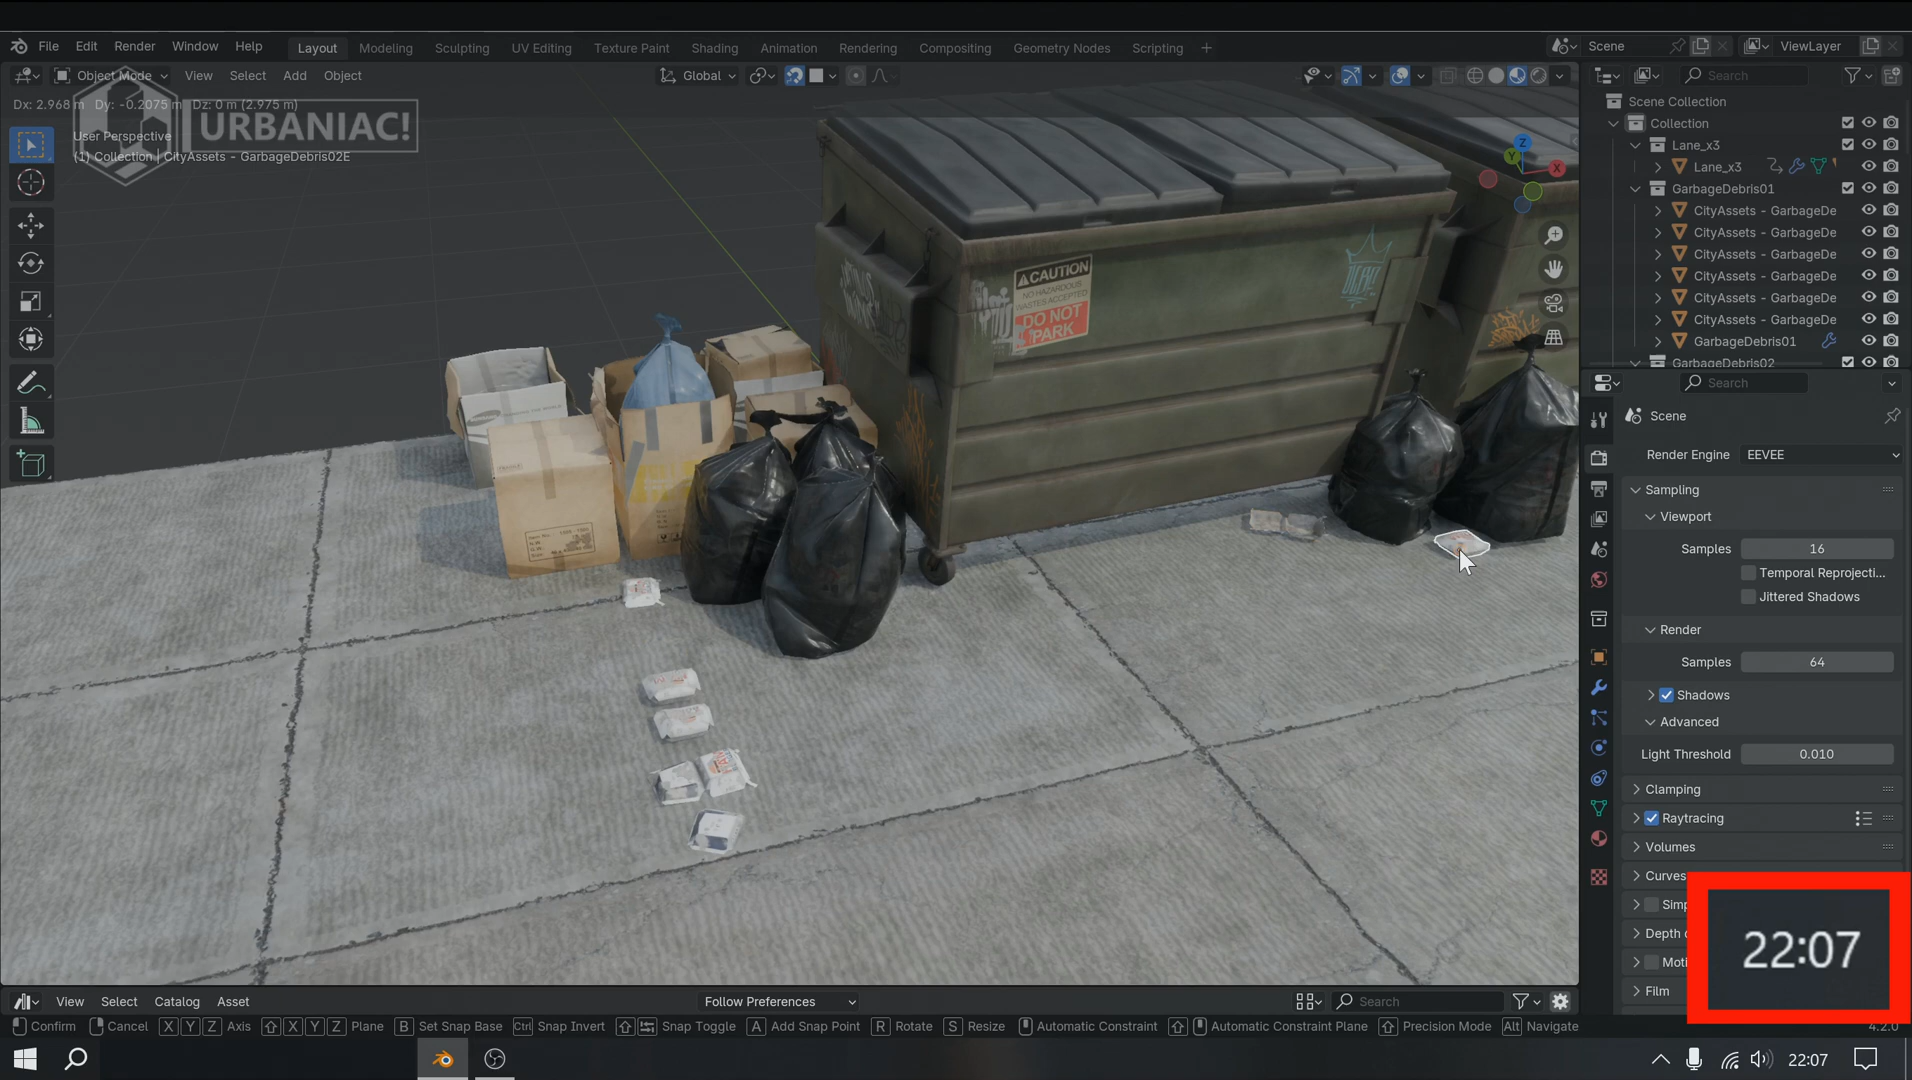 File Edit Render Window Help Layout Modeling Sculpting UV Editing Texture Paint Shading Animation Rendering Compositing Geometry Nodes Scripting + Scene ViewLayer
Object Mode View Select Add Object Global Search
Dx: 2.968 m Dy: -0.2075 m Dz: 0 m (2.975 m)
URBANIAC!
User Perspective
(1) Collection | CityAssets - GarbageDebris02E
Scene Collection
Collection
Lane_x3
Lane_x3
GarbageDebris01
CityAssets - GarbageDe
CityAssets - GarbageDe
CityAssets - GarbageDe
CityAssets - GarbageDe
CityAssets - GarbageDe
CityAssets - GarbageDe
GarbageDebris01
GarbageDebris02
X
Y
Z
CAUTION
NO HAZARDOUS
WASTES ACCEPTED
DO NOT
PARK
Search
Scene
Render Engine EEVEE
Sampling
Viewport
Samples 16
Temporal Reprojecti...
Jittered Shadows
Render
Samples 64
Shadows
Advanced
Light Threshold 0.010
Clamping
Raytracing
Volumes
Curves
Simp
Depth
Moti
Film
22:07
View Select Catalog Asset Follow Preferences Search
Confirm Cancel X Y Z Axis X Y Z Plane B Set Snap Base Ctrl Snap Invert Snap Toggle A Add Snap Point R Rotate S Resize Automatic Constraint Automatic Constraint Plane Precision Mode Alt Navigate 4.2.0
22:07